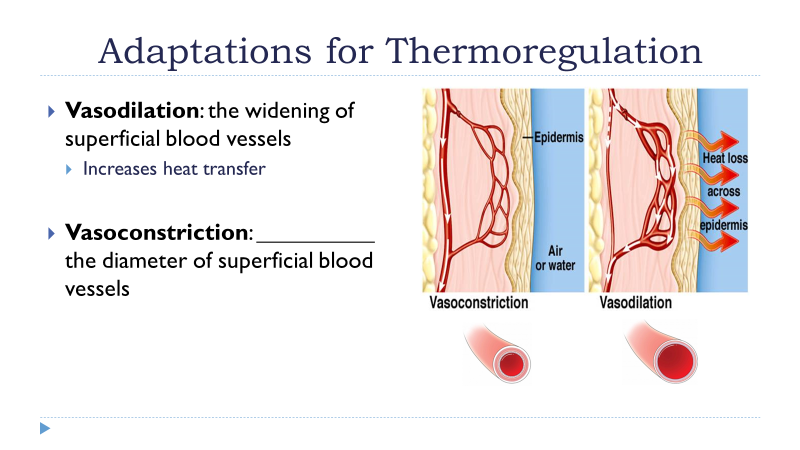 Adaptations for Thermoregulation
Vasodilation: the widening of
superficial blood vessels
Increases heat transfer
Vasoconstriction: __________
the diameter of superficial blood
vessels
Epidermis
Air
or water
Vasoconstriction
Heat loss
across
epidermis
Vasodilation